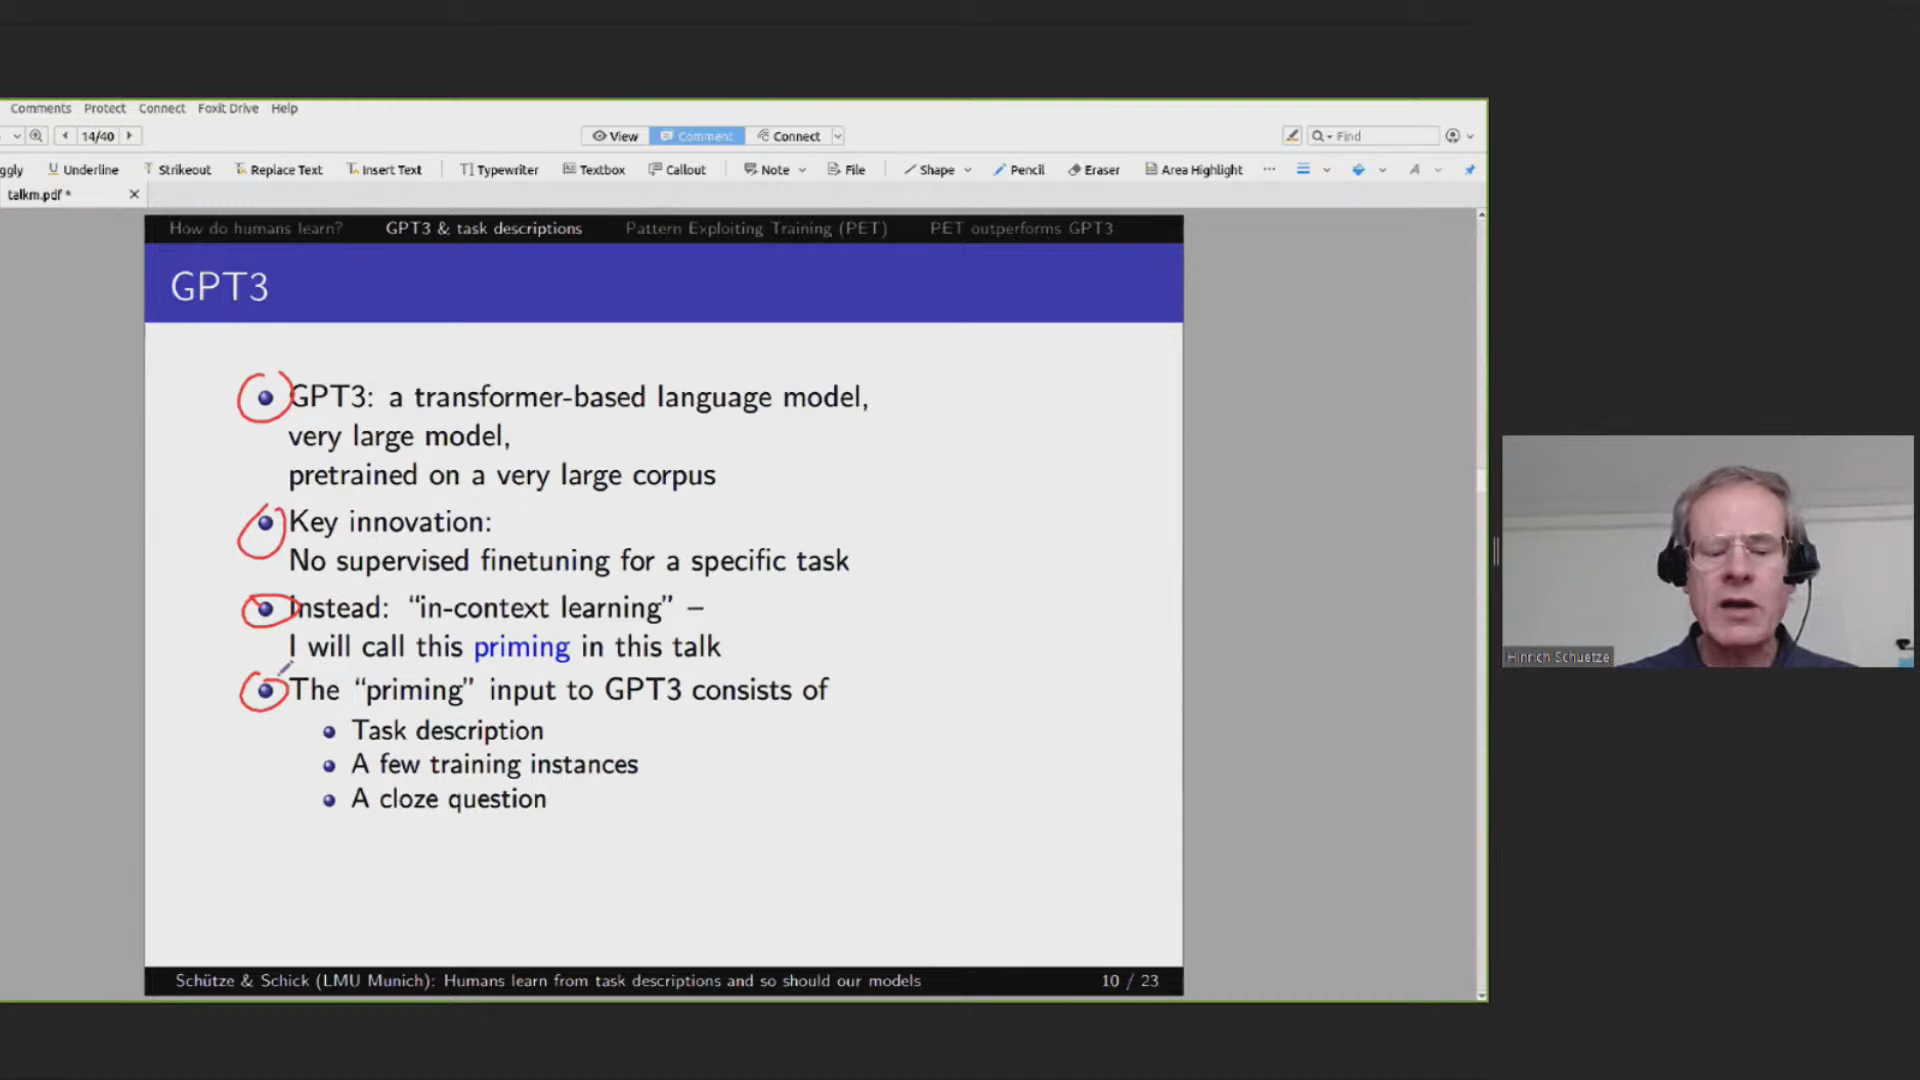 Comments Protect Connect Foxit Drive Help
14/40 View Comment Connect Find
ggly Underline Strikeout Replace Text Insert Text Typewriter Textbox Callout Note File Shape Pencil Eraser Area Highlight ...
talkm.pdf *
How do humans learn? GPT3 & task descriptions Pattern Exploiting Training (PET) PET outperforms GPT3
GPT3
GPT3: a transformer-based language model,
very large model,
pretrained on a very large corpus
Key innovation:
No supervised finetuning for a specific task
Instead: “in-context learning” –
I will call this priming in this talk
The “priming” input to GPT3 consists of
Task description
A few training instances
A cloze question
Schütze & Schick (LMU Munich): Humans learn from task descriptions and so should our models 10 / 23
Hinrich Schuetze